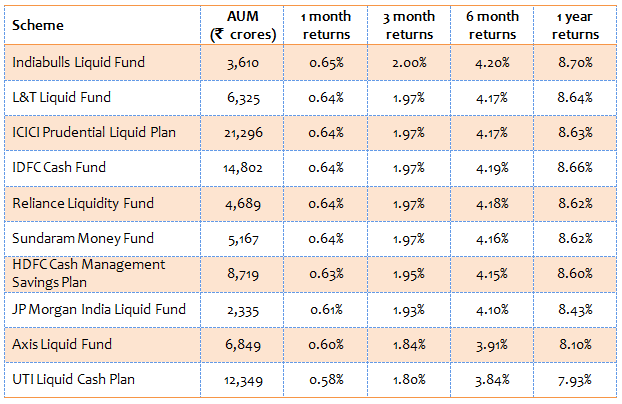 Scheme AUM (₹ crores) 1 month returns 3 month returns 6 month returns 1 year returns
Indiabulls Liquid Fund 3,610 0.65% 2.00% 4.20% 8.70%
L&T Liquid Fund 6,325 0.64% 1.97% 4.17% 8.64%
ICICI Prudential Liquid Plan 21,296 0.64% 1.97% 4.17% 8.63%
IDFC Cash Fund 14,802 0.64% 1.97% 4.19% 8.66%
Reliance Liquidity Fund 4,689 0.64% 1.97% 4.18% 8.62%
Sundaram Money Fund 5,167 0.64% 1.97% 4.16% 8.62%
HDFC Cash Management Savings Plan 8,719 0.63% 1.95% 4.15% 8.60%
JP Morgan India Liquid Fund 2,335 0.61% 1.93% 4.10% 8.43%
Axis Liquid Fund 6,849 0.60% 1.84% 3.91% 8.10%
UTI Liquid Cash Plan 12,349 0.58% 1.80% 3.84% 7.93%